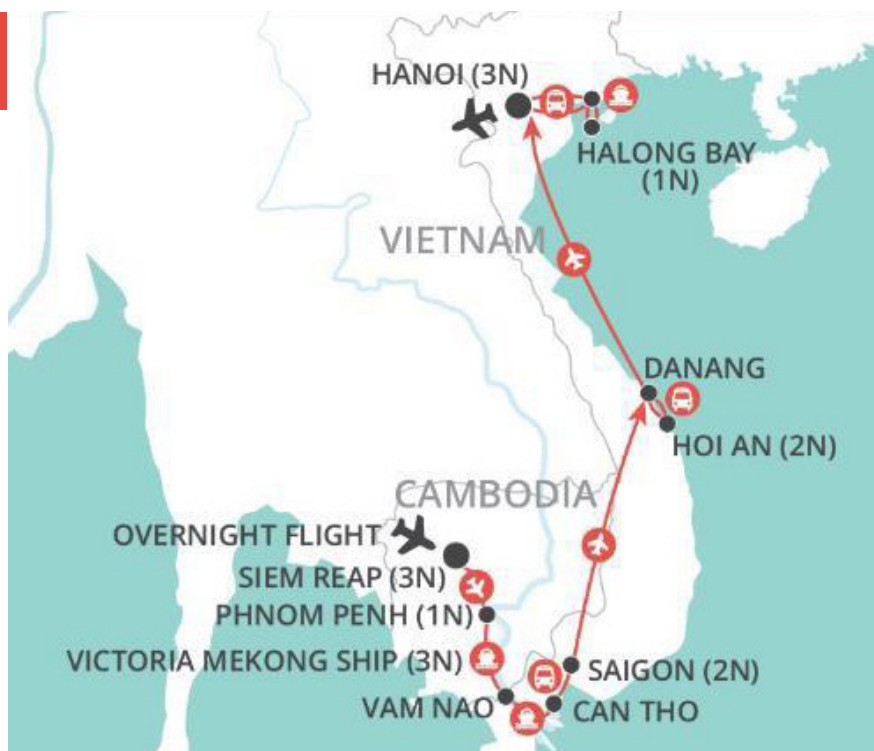 HANOI (3N)
HALONG BAY
(1N)
VIETNAM
DANANG
HOI AN (2N)
CAMBODIA
OVERNIGHT FLIGHT
SIEM REAP (3N)
PHNOM PENH (1N)
VICTORIA MEKONG SHIP (3N)
SAIGON (2N)
VAM NAO
CAN THO